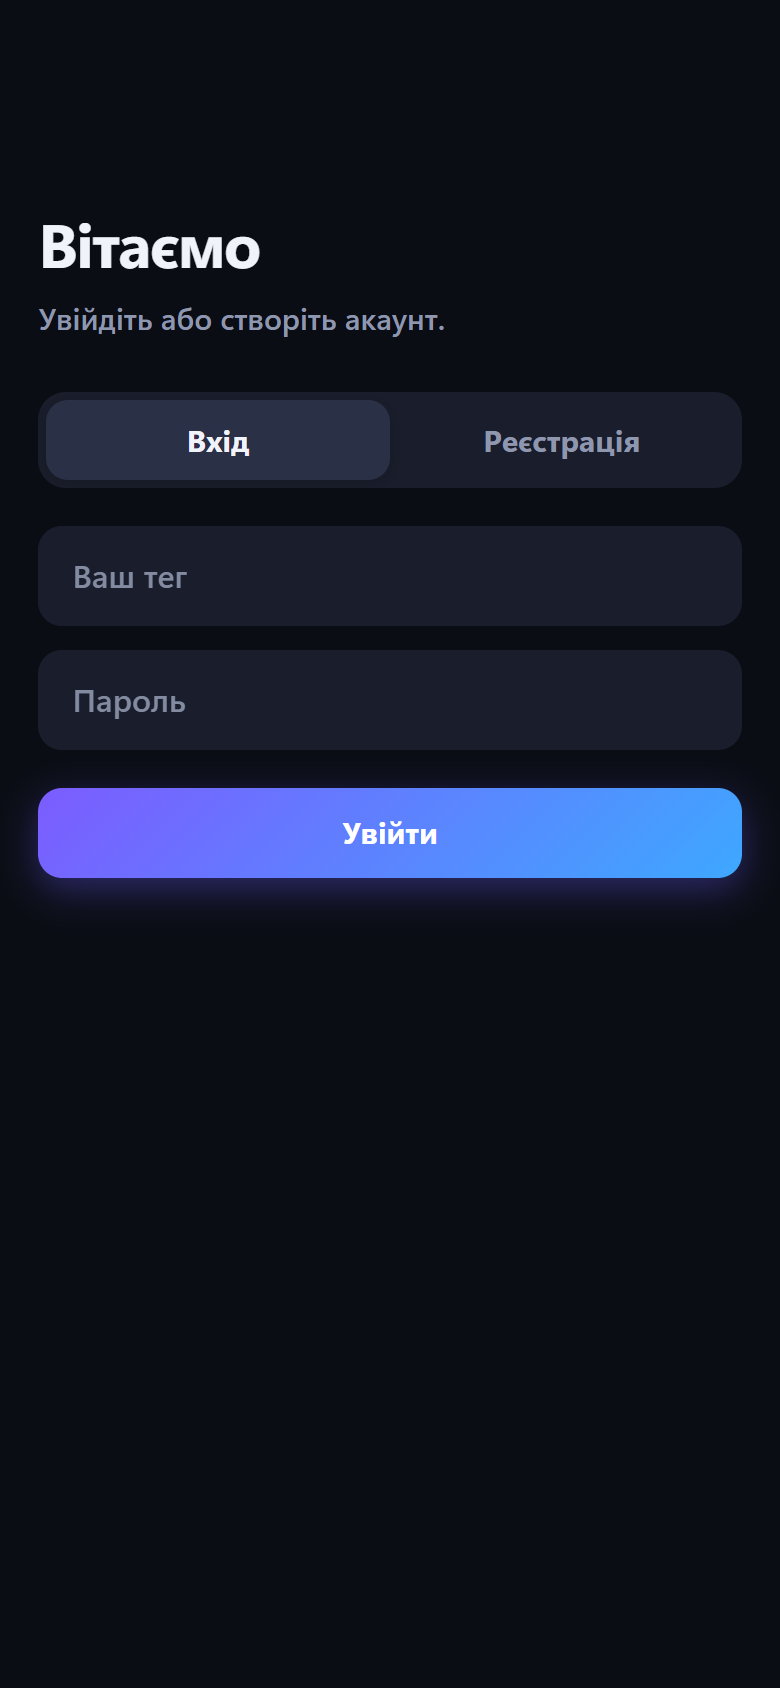 Вітаємо
Увійдіть або створіть акаунт.
Вхід
Реєстрація
Ваш тег
Пароль
Увійти